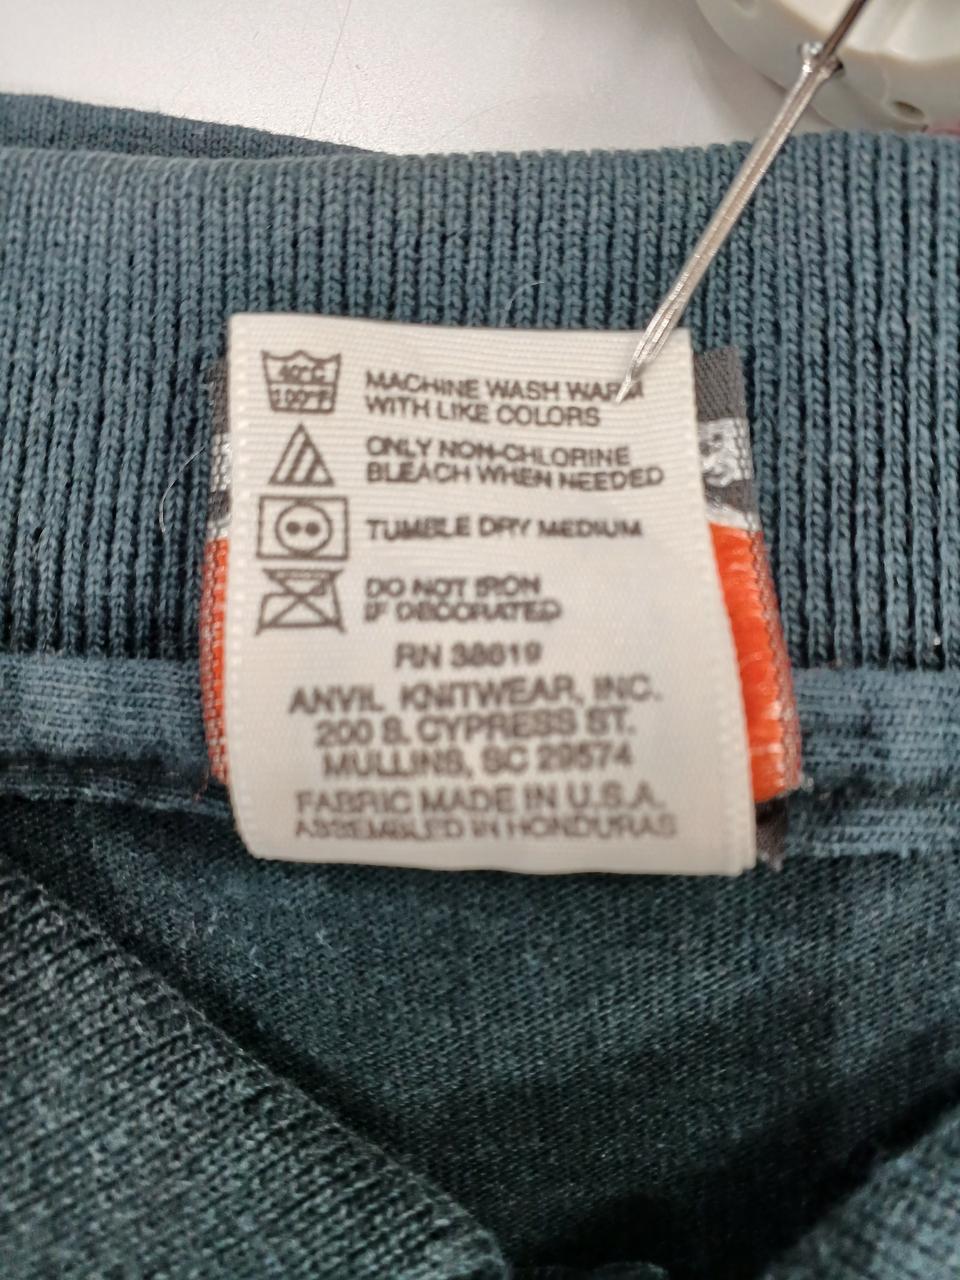 40°C
100°F
MACHINE WASH WARM
WITH LIKE COLORS
ONLY NON-CHLORINE
BLEACH WHEN NEEDED
TUMBLE DRY MEDIUM
DO NOT IRON
IF DECORATED
RN 38619
ANVIL KNITWEAR, INC.
200 S. CYPRESS ST.
MULLINS, SC 29574
FABRIC MADE IN U.S.A.
ASSEMBLED IN HONDURAS